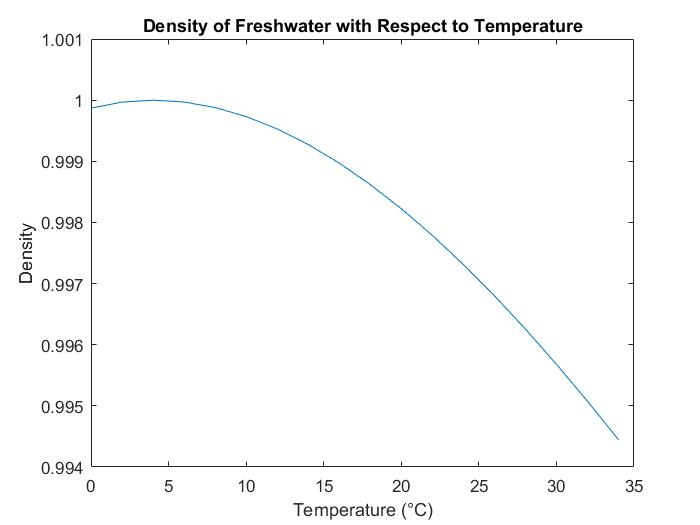 Density of Freshwater with Respect to Temperature
1.001
1
0.999
0.998
0.997
0.996
0.995
0.994
Density
0 5 10 15 20 25 30 35
Temperature (°C)